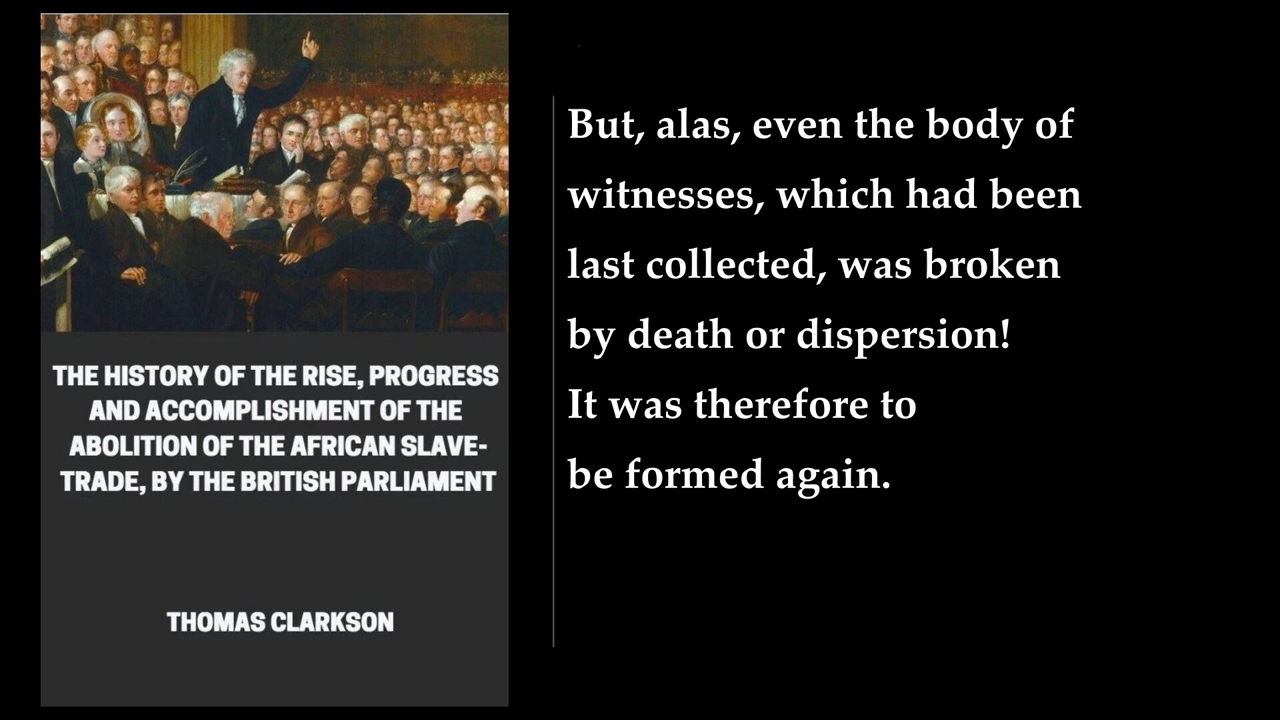 THE HISTORY OF THE RISE, PROGRESS
AND ACCOMPLISHMENT OF THE
ABOLITION OF THE AFRICAN SLAVE-
TRADE, BY THE BRITISH PARLIAMENT
THOMAS CLARKSON
But, alas, even the body of
witnesses, which had been
last collected, was broken
by death or dispersion!
It was therefore to
be formed again.